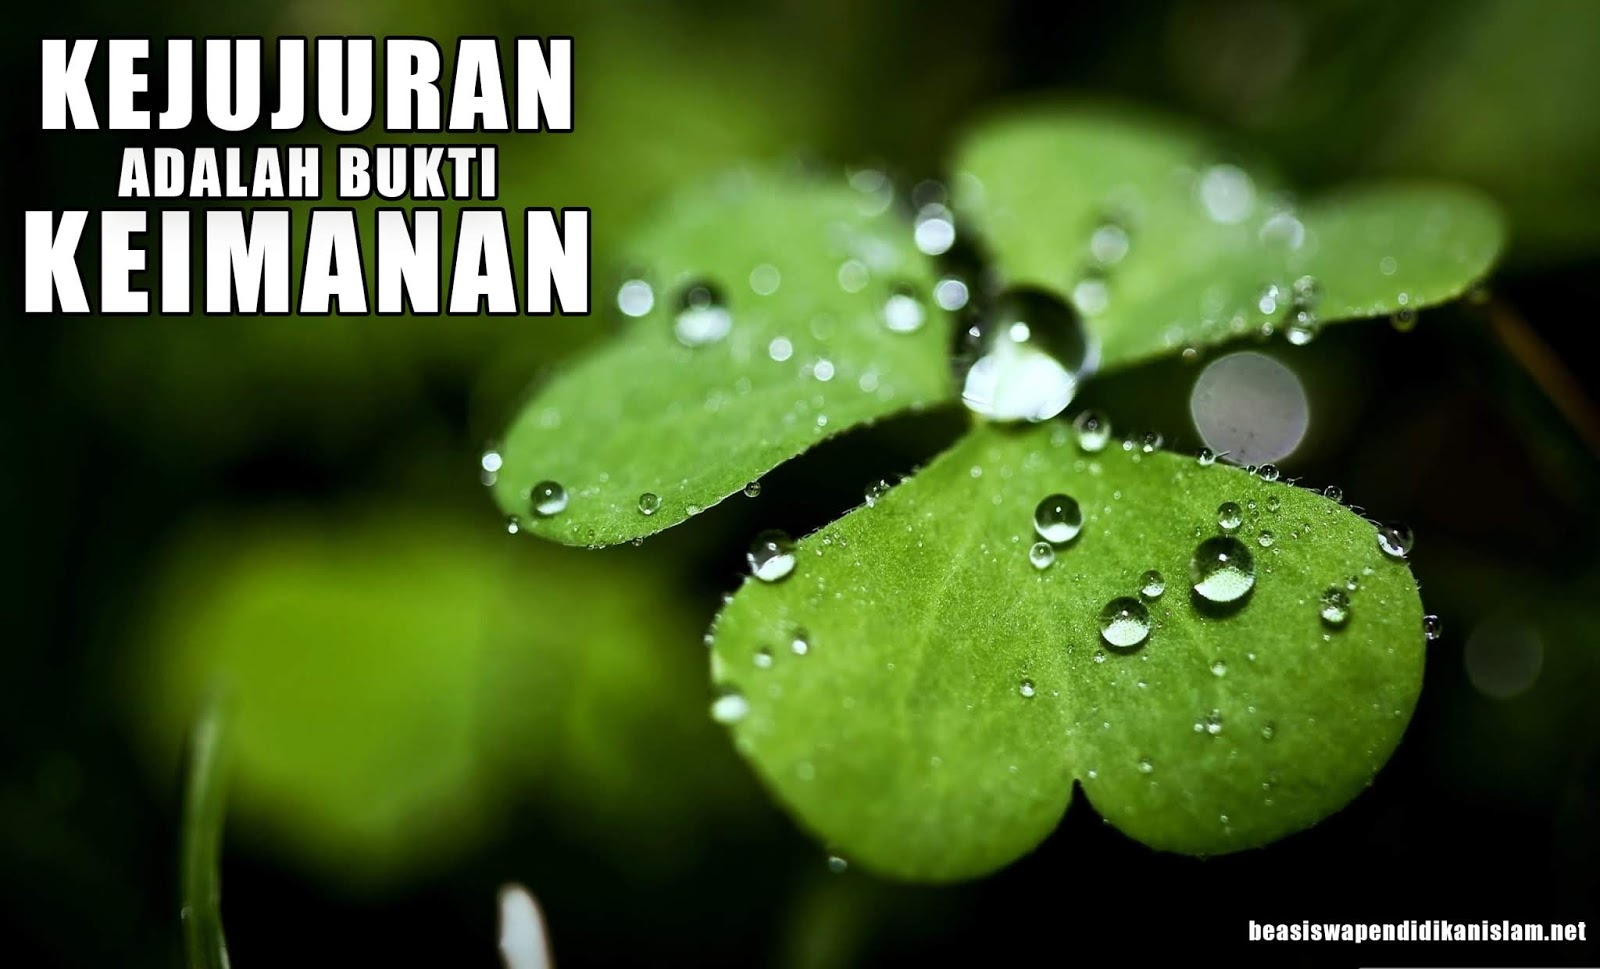 KEJUJURAN
ADALAH BUKTI
KEIMANAN
beasiswapendidikanislam.net